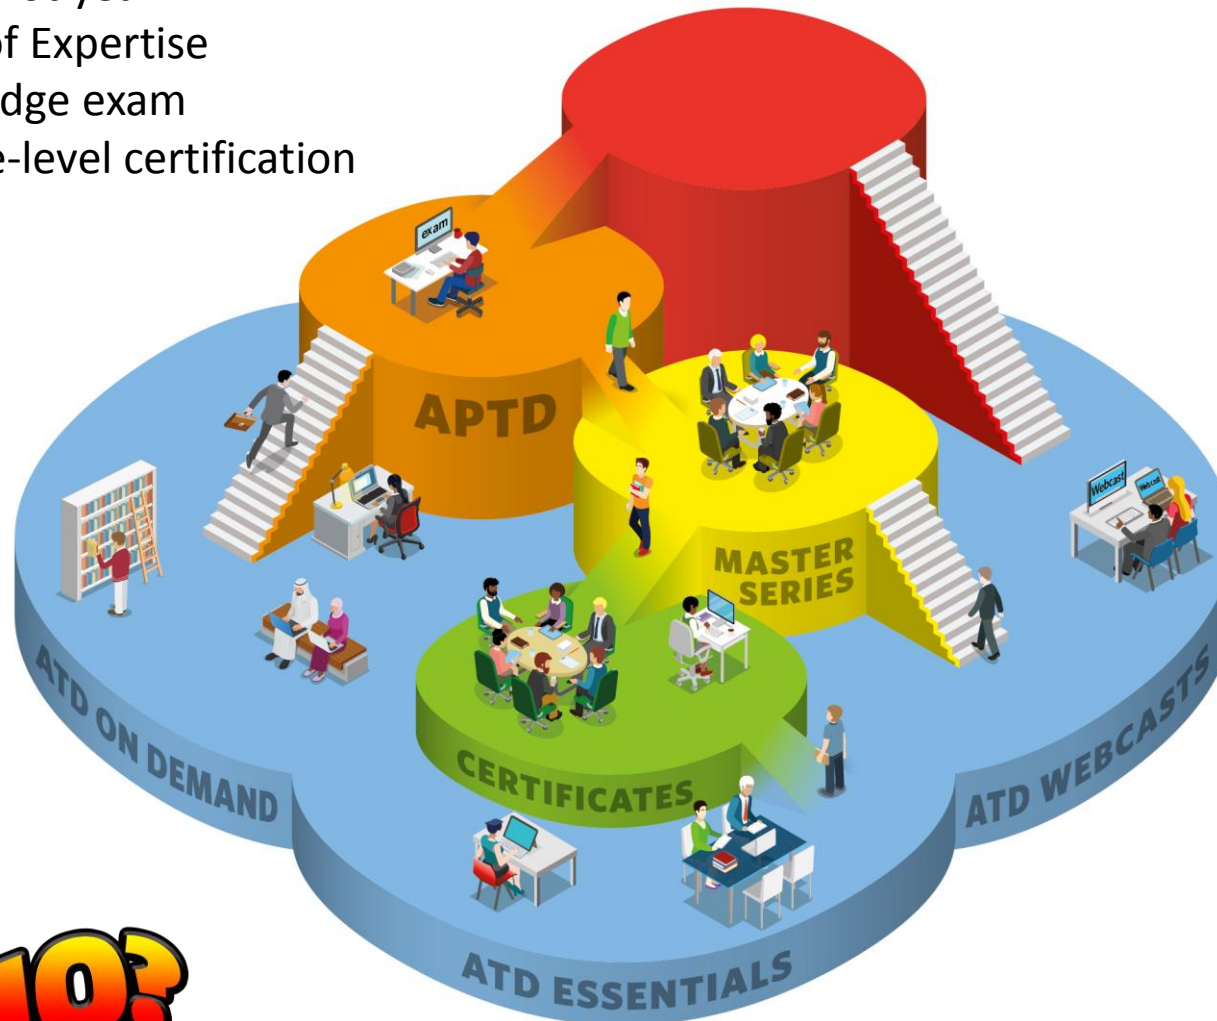 of Expertise
dge exam
e-level certification
exam
APTD
Webcast
Webcast
MASTER
SERIES
CERTIFICATES
ATD ON DEMAND
ATD WEBCASTS
ATD ESSENTIALS